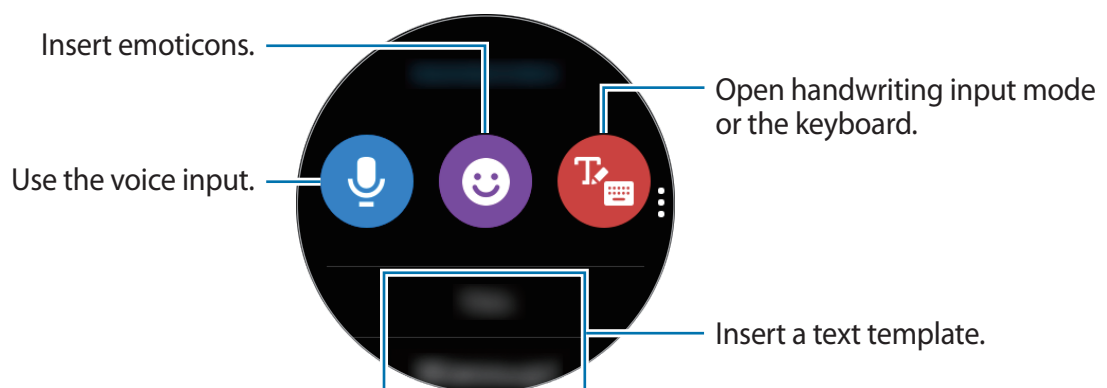 Insert emoticons.
Open handwriting input mode
or the keyboard.
Use the voice input.
Insert a text template.